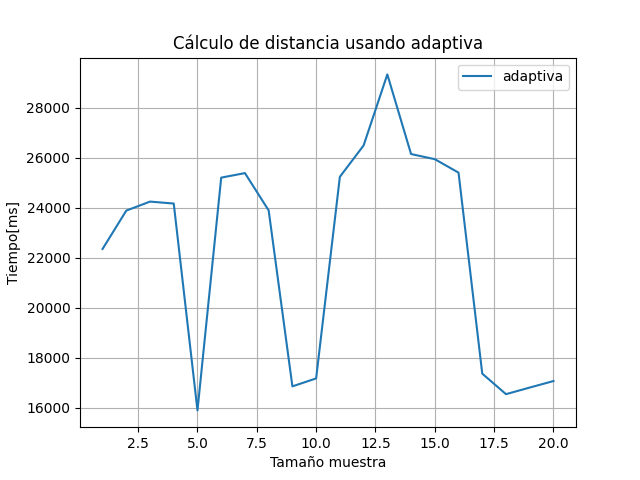 Cálculo de distancia usando adaptiva
adaptiva
28000
26000
24000
22000
20000
18000
16000
Tiempo[ms]
2.5 5.0 7.5 10.0 12.5 15.0 17.5 20.0
Tamaño muestra